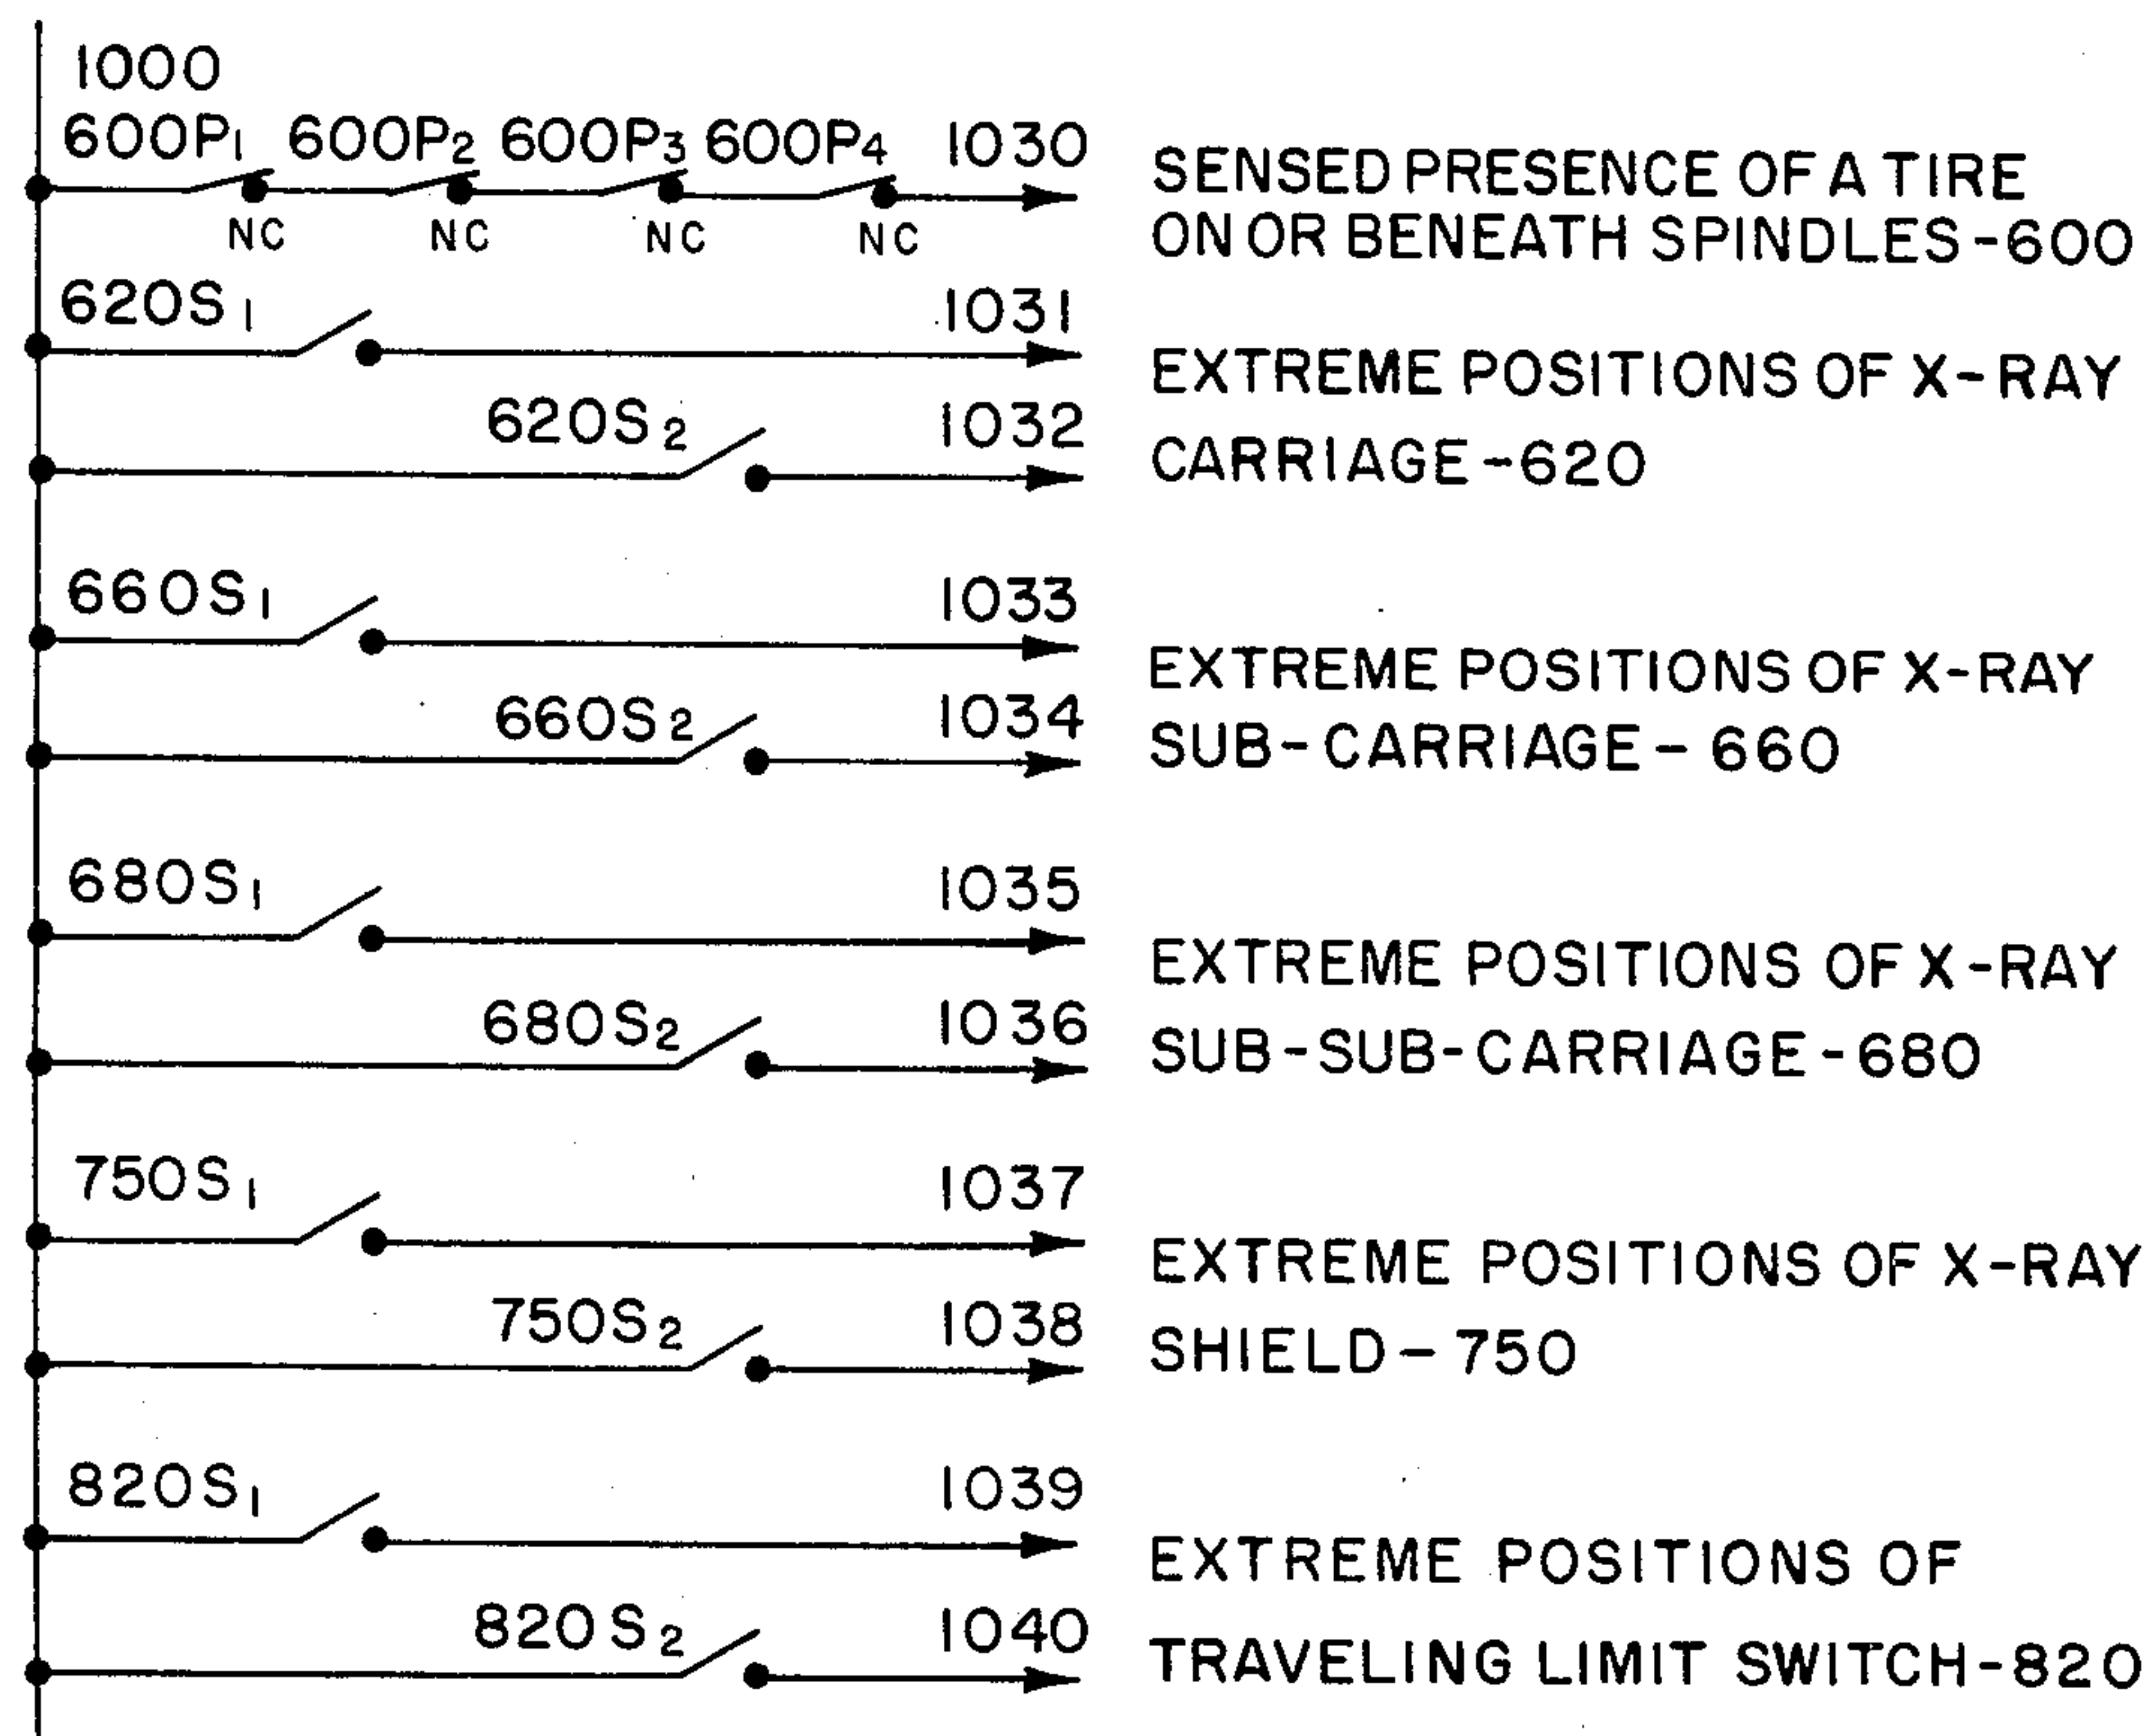 1000
600P1 600P2 600P3 600P4 1030
NC NC NC NC
SENSED PRESENCE OF A TIRE
ON OR BENEATH SPINDLES-600
620S1 1031
620S2 1032
EXTREME POSITIONS OF X-RAY
CARRIAGE-620
660S1 1033
660S2 1034
EXTREME POSITIONS OF X-RAY
SUB-CARRIAGE-660
680S1 1035
680S2 1036
EXTREME POSITIONS OF X-RAY
SUB-SUB-CARRIAGE-680
750S1 1037
750S2 1038
EXTREME POSITIONS OF X-RAY
SHIELD-750
820S1 1039
820S2 1040
EXTREME POSITIONS OF
TRAVELING LIMIT SWITCH-820